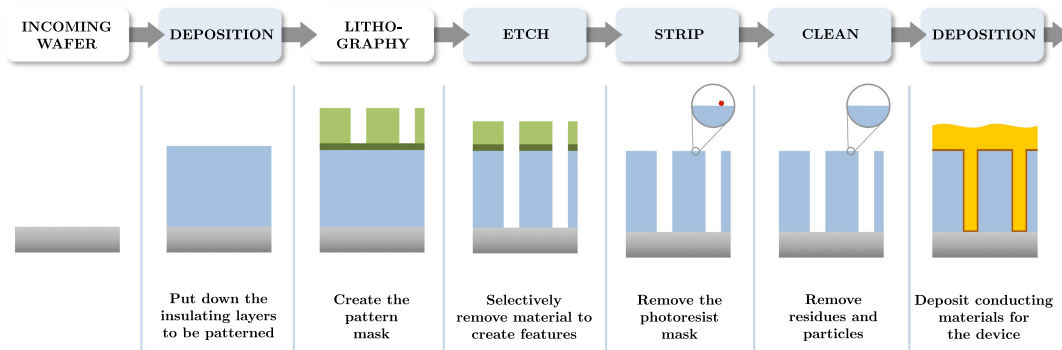 INCOMING
WAFER
DEPOSITION
LITHO-
GRAPHY
ETCH
STRIP
CLEAN
DEPOSITION
Put down the
insulating layers
to be patterned
Create the
pattern
mask
Selectively
remove material to
create features
Remove the
photoresist
mask
Remove
residues and
particles
Deposit conducting
materials for
the device